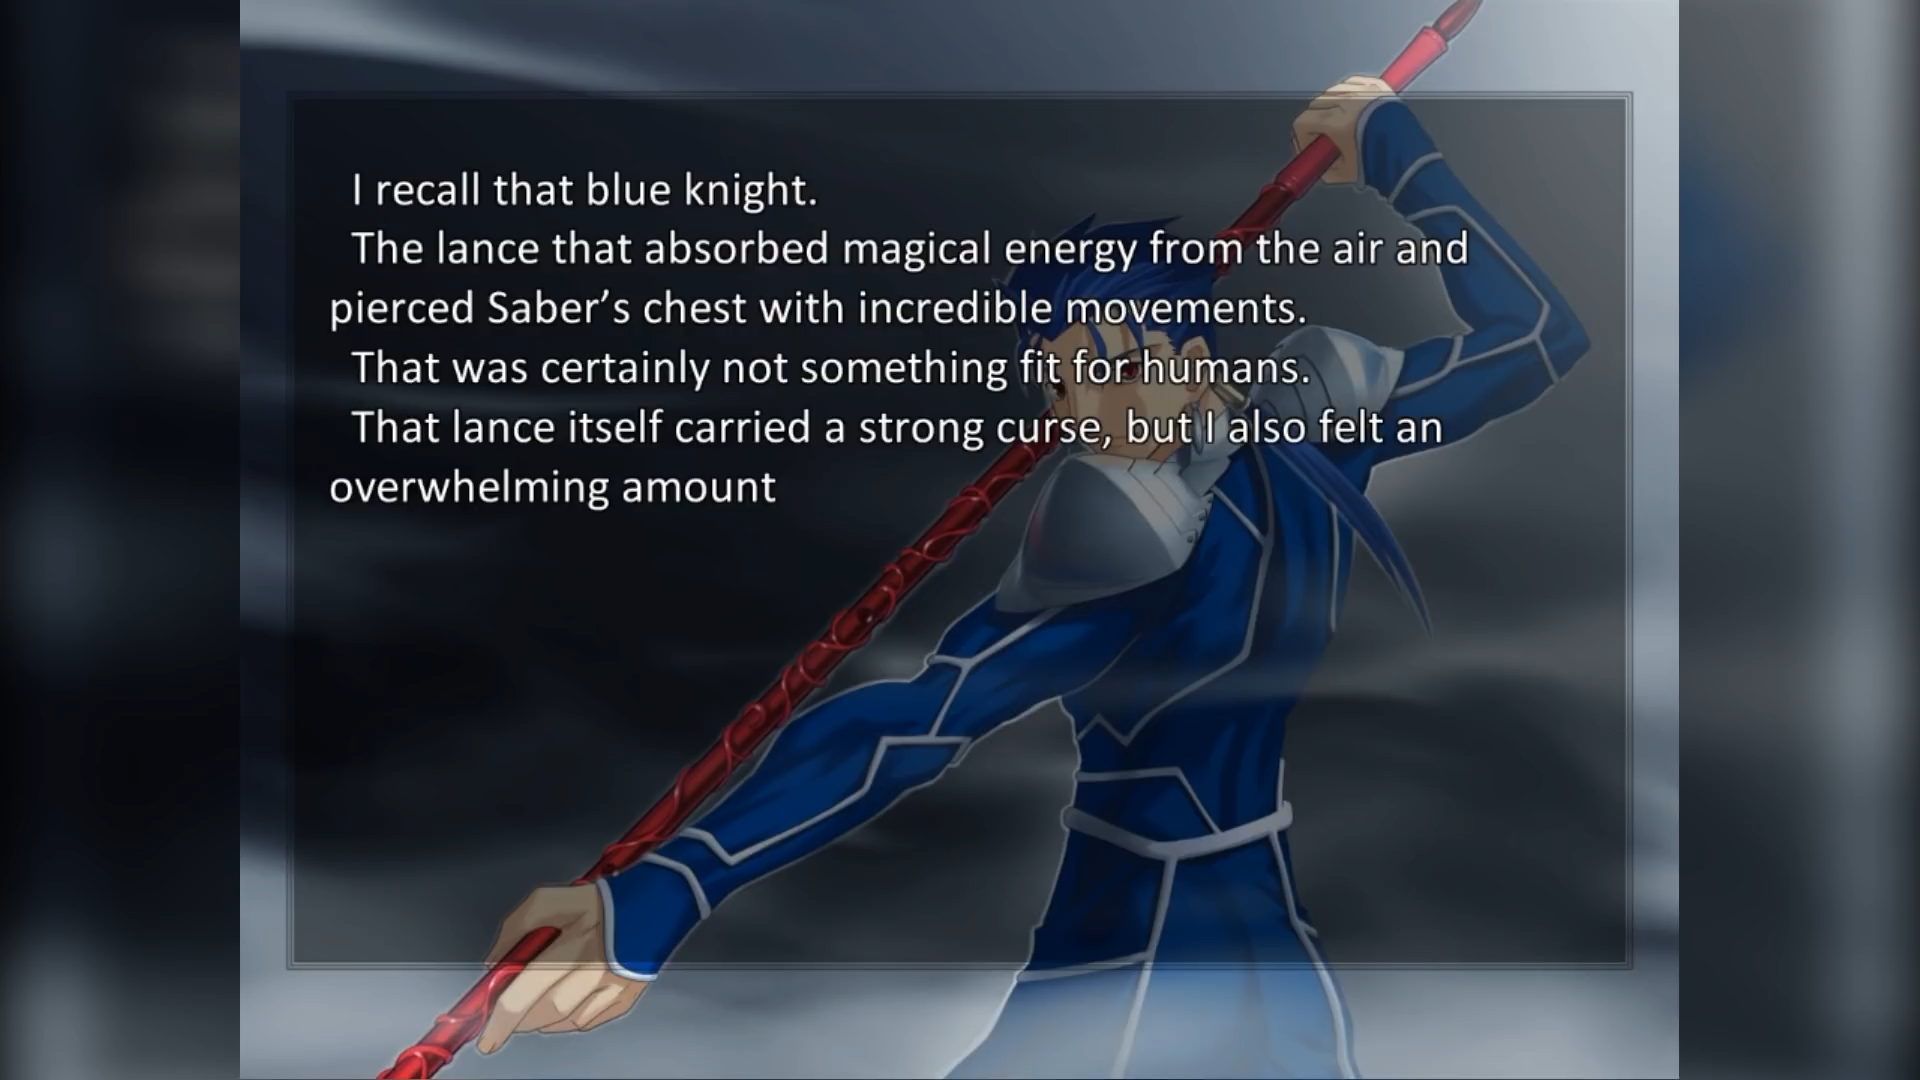 I recall that blue knight.
The lance that absorbed magical energy from the air and
pierced Saber’s chest with incredible movements.
That was certainly not something fit for humans.
That lance itself carried a strong curse, but I also felt an
overwhelming amount